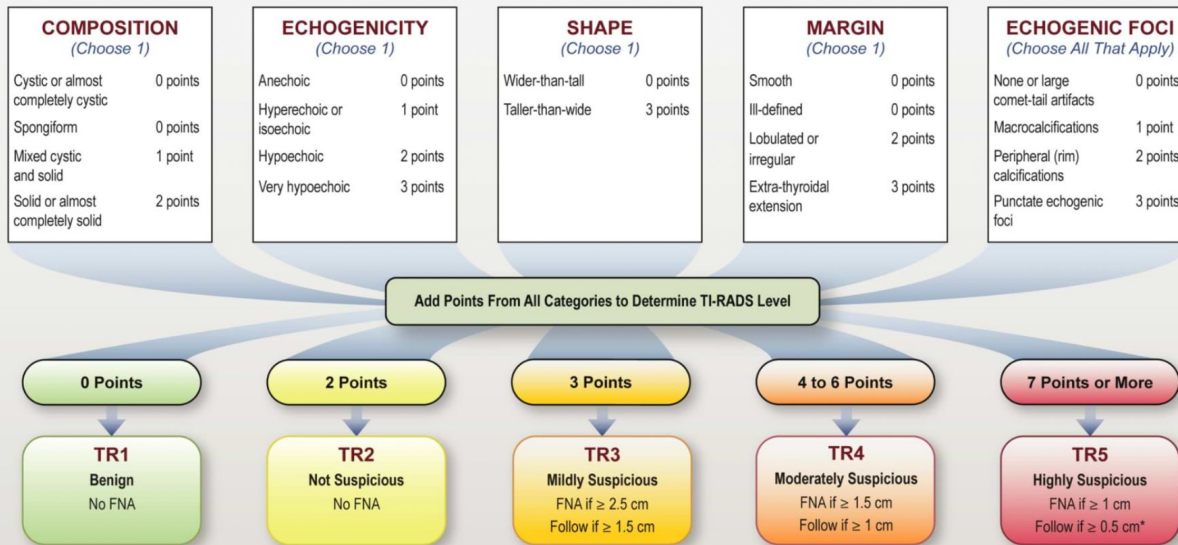 COMPOSITION
(Choose 1)
Cystic or almost completely cystic 0 points
Spongiform 0 points
Mixed cystic and solid 1 point
Solid or almost completely solid 2 points
ECHOGENICITY
(Choose 1)
Anechoic 0 points
Hyperechoic or isoechoic 1 point
Hypoechoic 2 points
Very hypoechoic 3 points
SHAPE
(Choose 1)
Wider-than-tall 0 points
Taller-than-wide 3 points
MARGIN
(Choose 1)
Smooth 0 points
Ill-defined 0 points
Lobulated or irregular 2 points
Extra-thyroidal extension 3 points
ECHOGENIC FOCI
(Choose All That Apply)
None or large comet-tail artifacts 0 points
Macrocalcifications 1 point
Peripheral (rim) calcifications 2 points
Punctate echogenic foci 3 points
Add Points From All Categories to Determine TI-RADS Level
0 Points
2 Points
3 Points
4 to 6 Points
7 Points or More
TR1
Benign
No FNA
TR2
Not Suspicious
No FNA
TR3
Mildly Suspicious
FNA if ≥ 2.5 cm
Follow if ≥ 1.5 cm
TR4
Moderately Suspicious
FNA if ≥ 1.5 cm
Follow if ≥ 1 cm
TR5
Highly Suspicious
FNA if ≥ 1 cm
Follow if ≥ 0.5 cm*